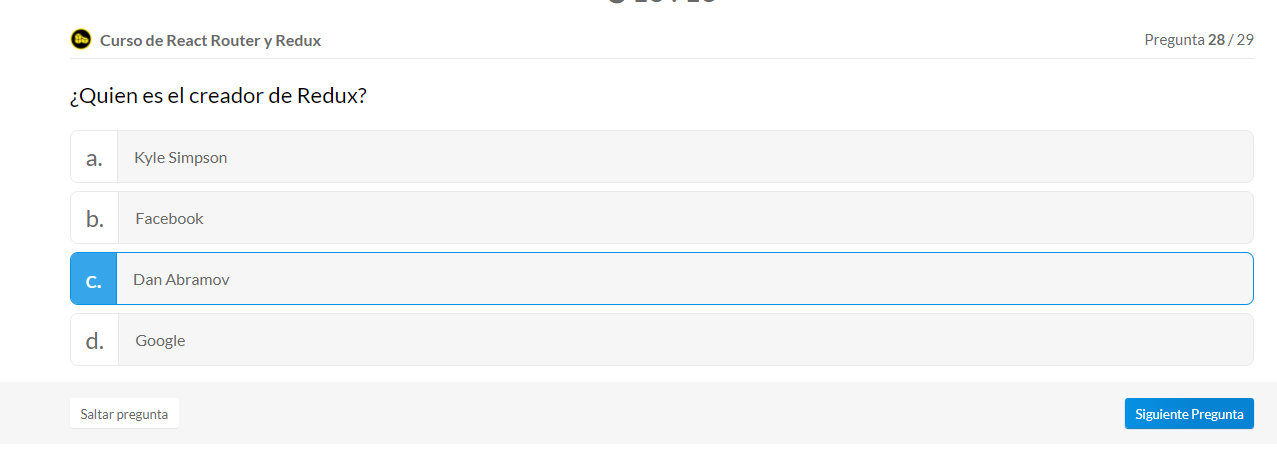 Curso de React Router y Redux
Pregunta 28 / 29
¿Quien es el creador de Redux?
a. Kyle Simpson
b. Facebook
c. Dan Abramov
d. Google
Saltar pregunta
Siguiente Pregunta